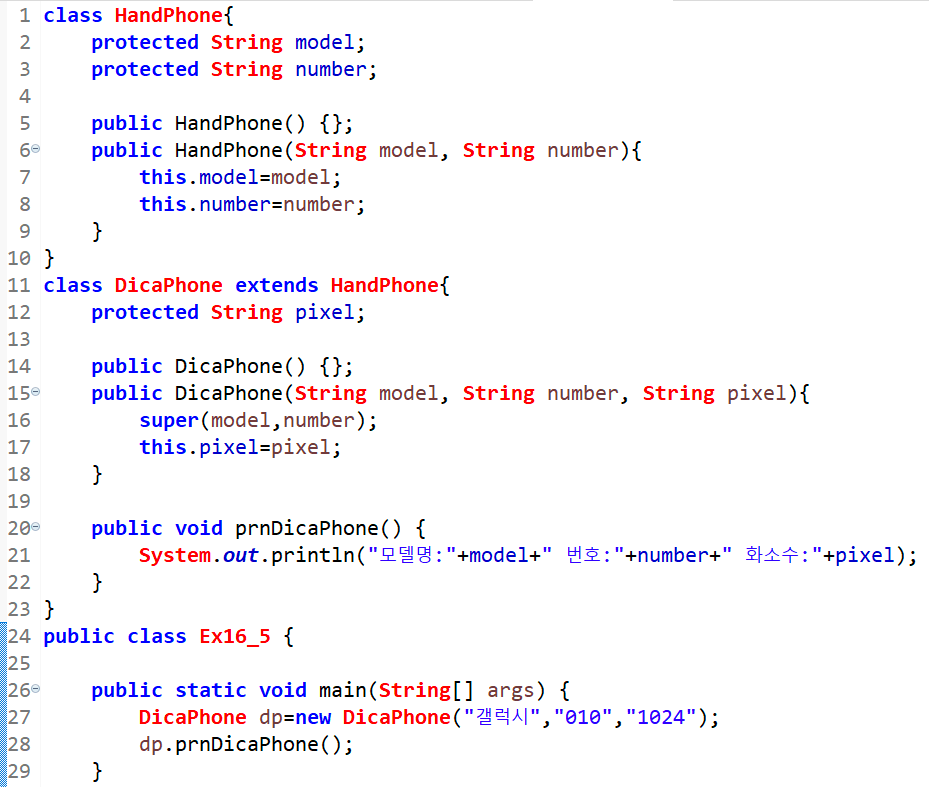 1 class HandPhone{
2     protected String model;
3     protected String number;
4
5     public HandPhone() {};
6     public HandPhone(String model, String number){
7         this.model=model;
8         this.number=number;
9     }
10 }
11 class DicaPhone extends HandPhone{
12     protected String pixel;
13
14     public DicaPhone() {};
15     public DicaPhone(String model, String number, String pixel){
16         super(model,number);
17         this.pixel=pixel;
18     }
19
20     public void prnDicaPhone() {
21         System.out.println("모델명:"+model+" 번호:"+number+" 화소수:"+pixel);
22     }
23 }
24 public class Ex16_5 {
25
26     public static void main(String[] args) {
27         DicaPhone dp=new DicaPhone("갤럭시","010","1024");
28         dp.prnDicaPhone();
29     }